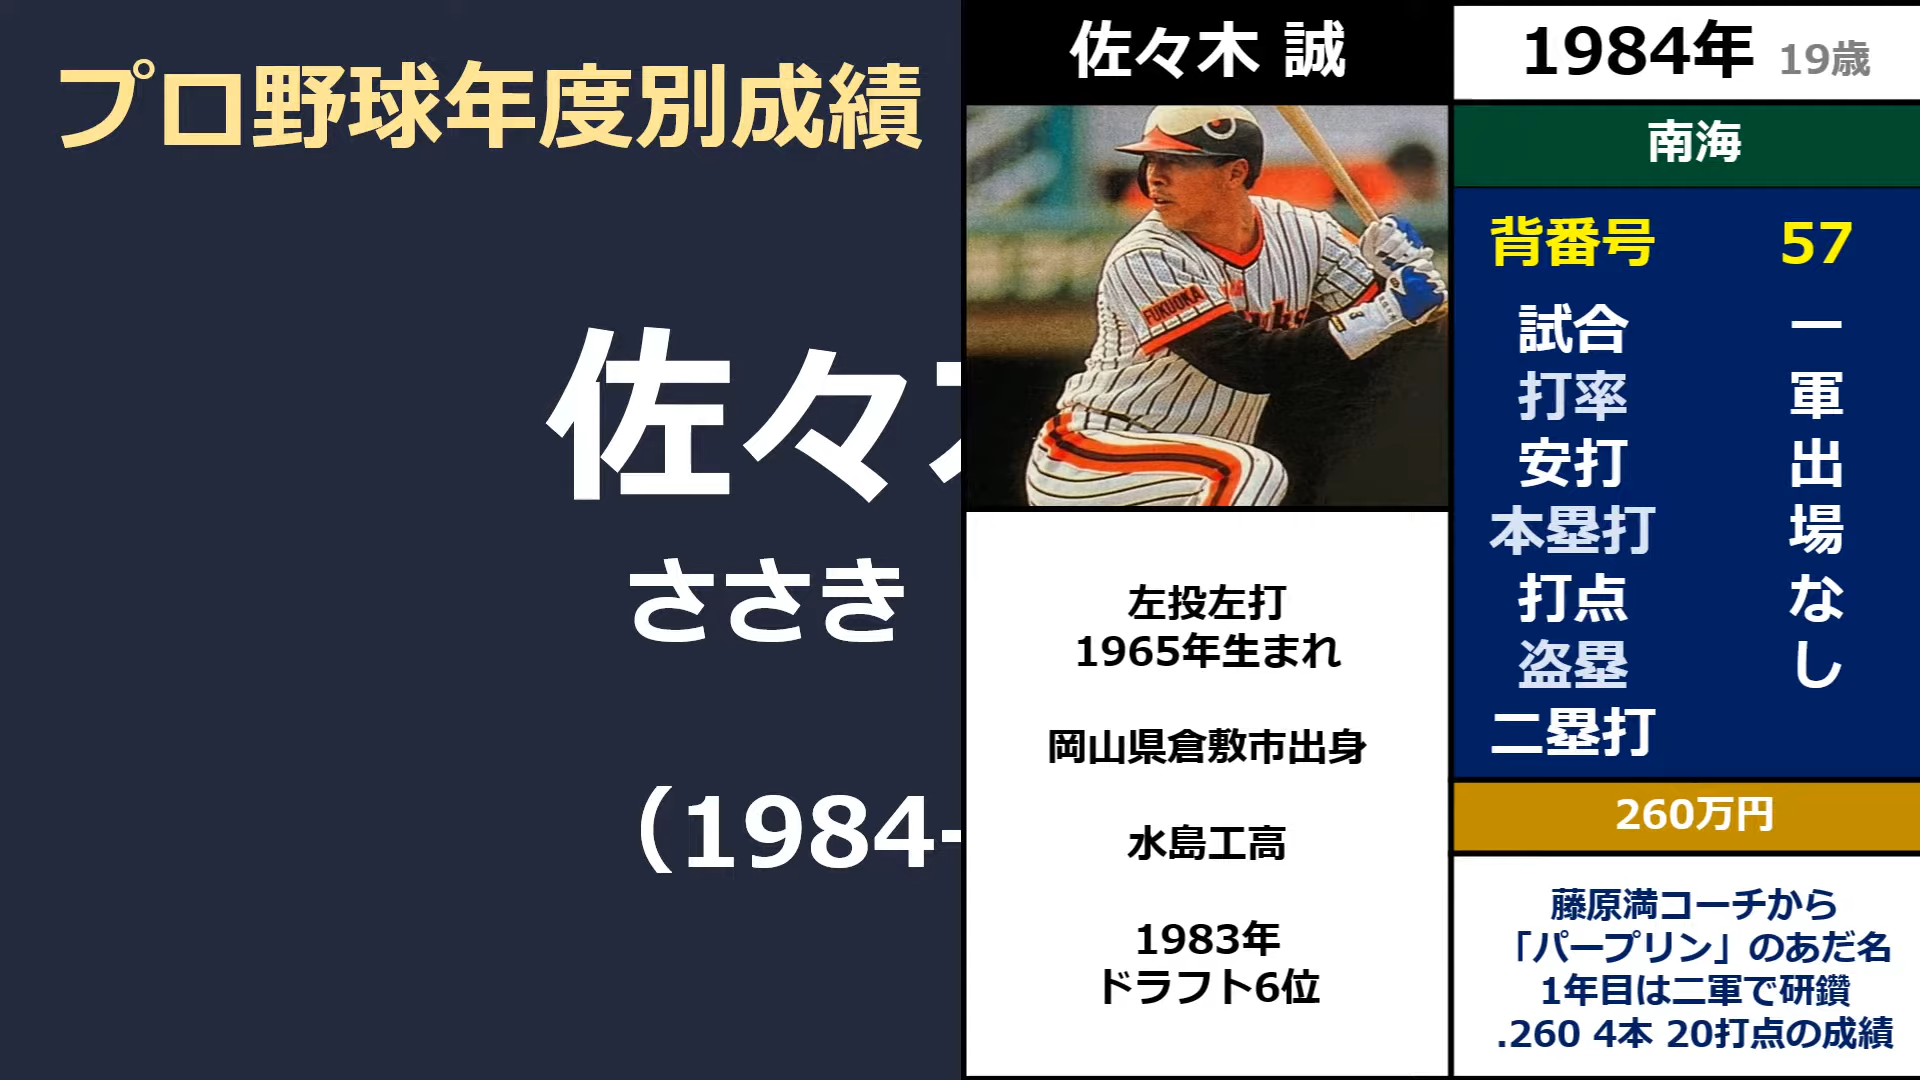 プロ野球年度別成績
佐々
ささき
（1984-
佐々木 誠
FUKUOKA
左投左打
1965年生まれ
岡山県倉敷市出身
水島工高
1983年
ドラフト6位
1984年 19歳
南海
背番号 57
試合
打率
安打
本塁打
打点
盗塁
二塁打
一軍出場なし
260万円
藤原満コーチから
「パープリン」のあだ名
1年目は二軍で研鑽
.260 4本 20打点の成績